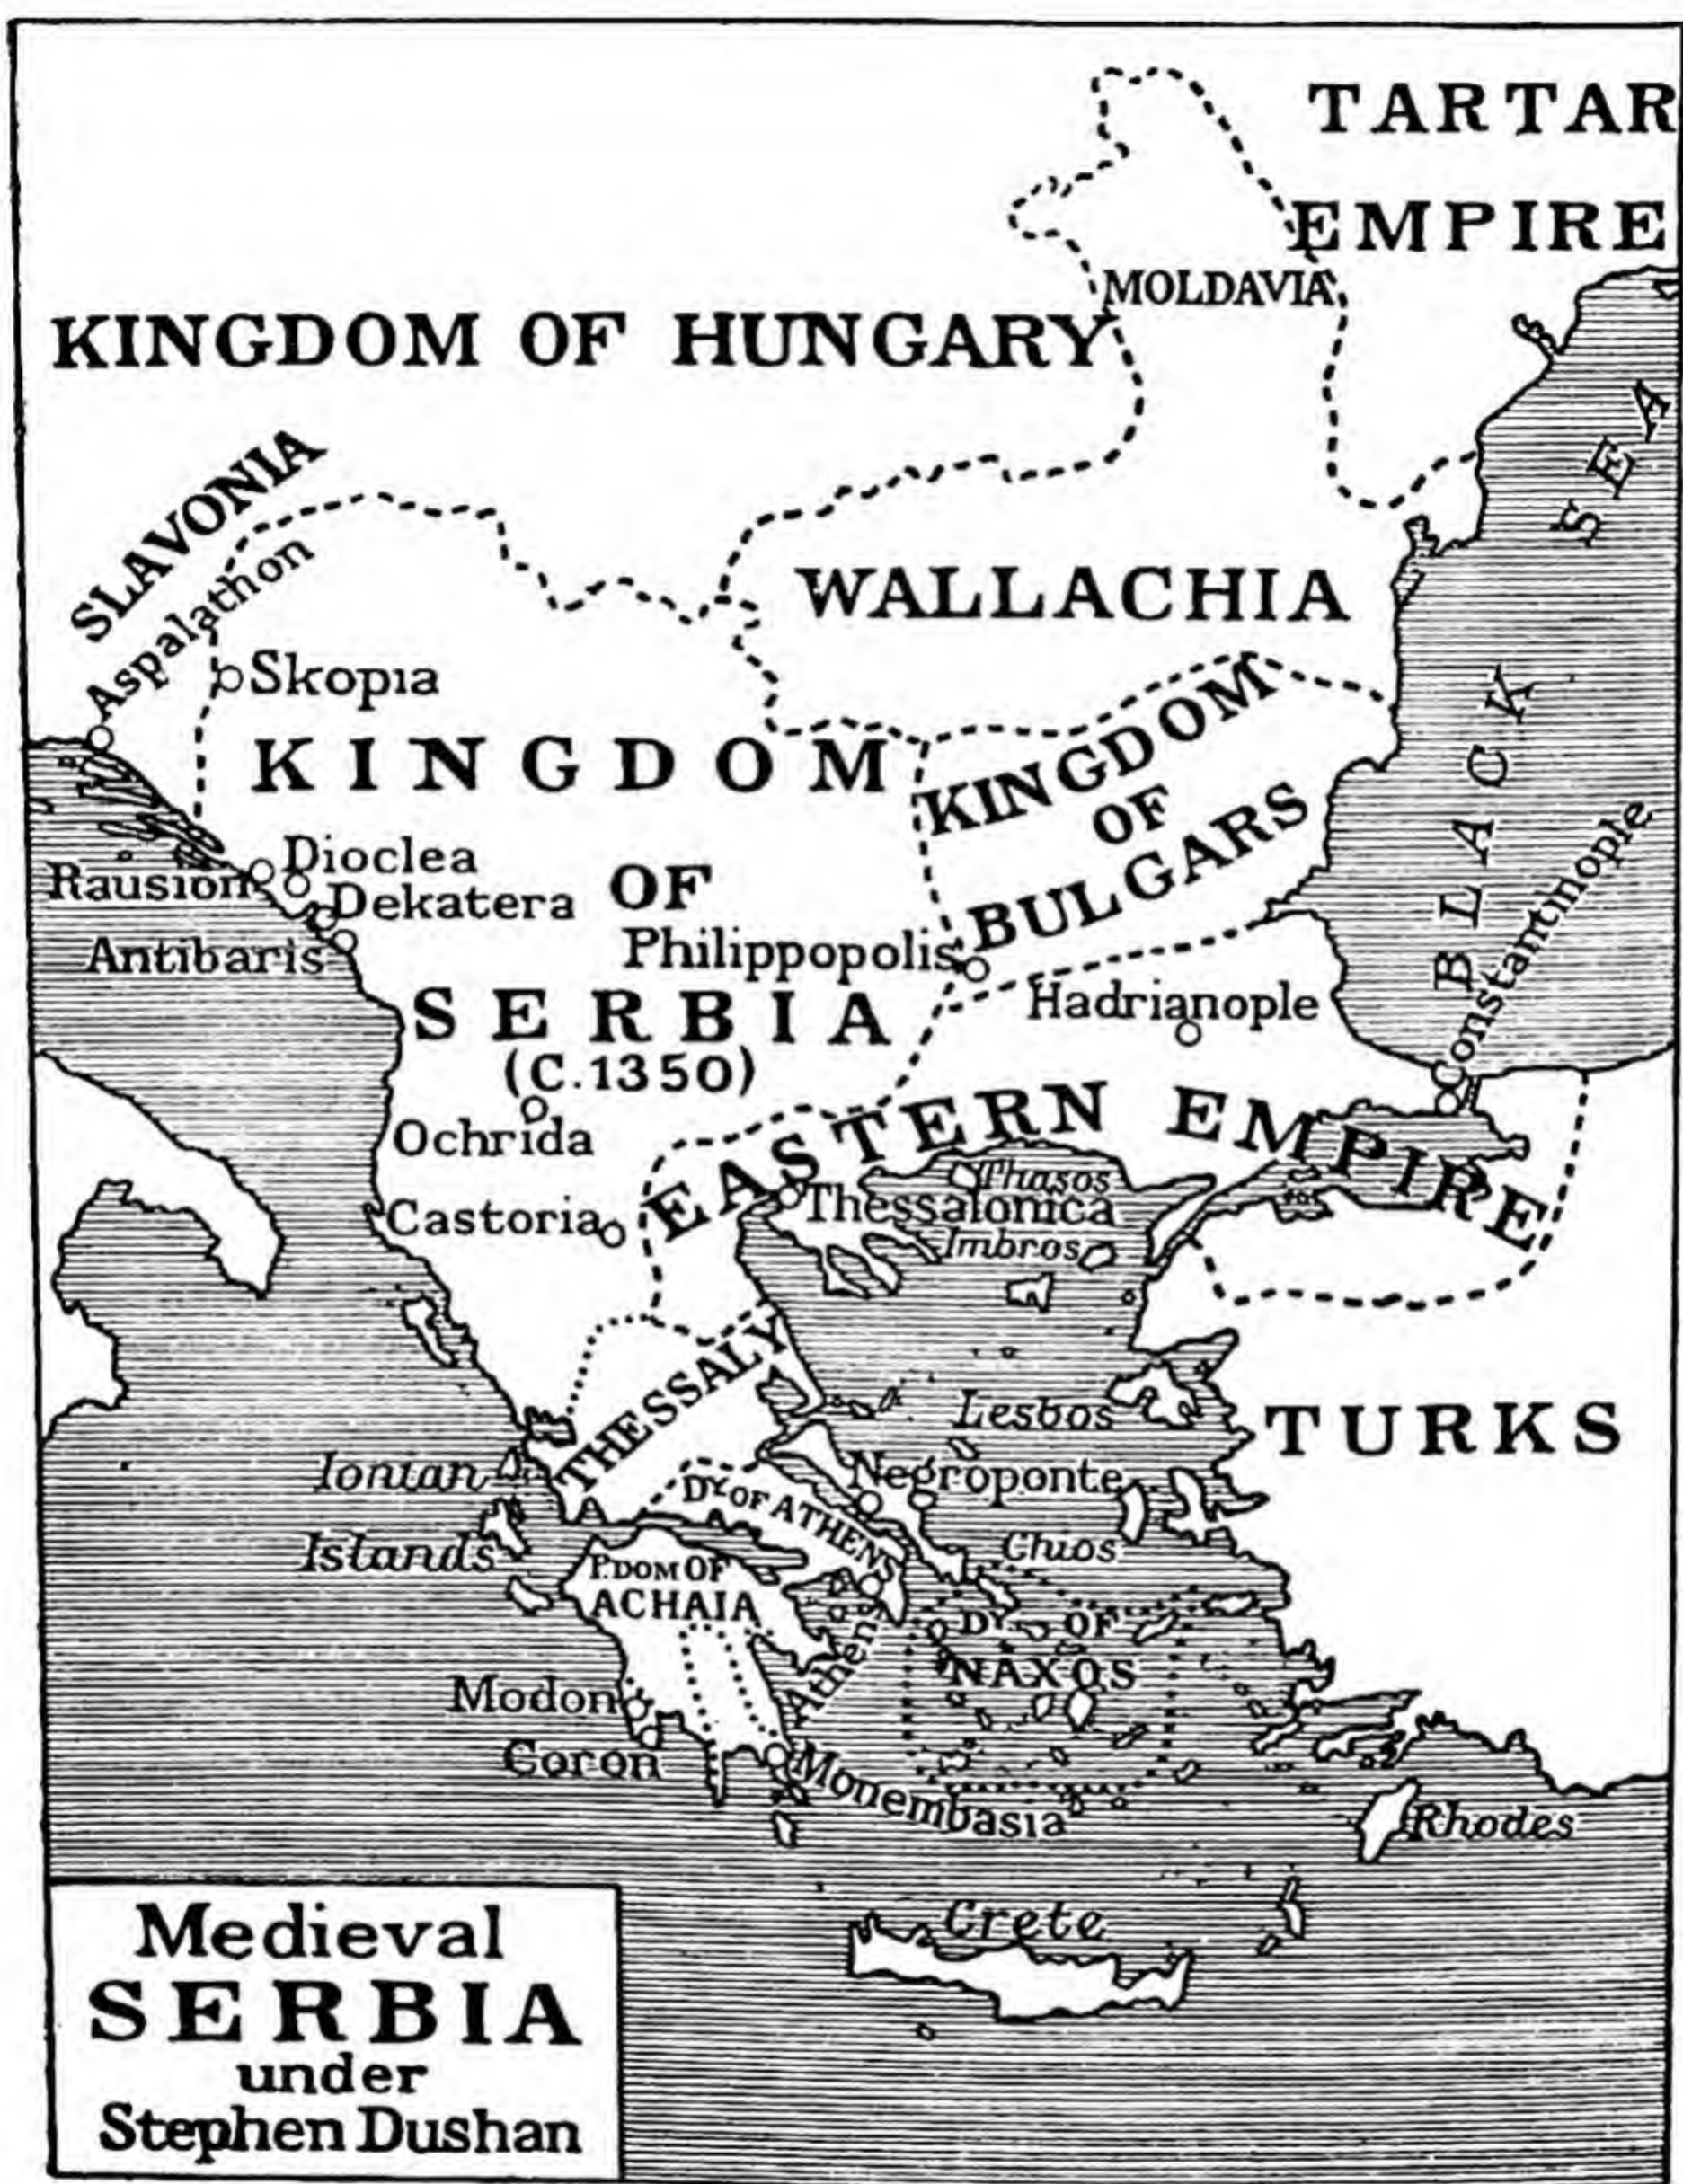 TARTAR
EMPIRE
MOLDAVIA
KINGDOM OF HUNGARY
SLAVONIA
Aspalathon
BLACK SEA
WALLACHIA
Skopia
KINGDOM
OF
SERBIA
(C.1350)
KINGDOM
OF
BULGARS
Dioclea
Rausion
Dekatera
Antibaris
Philippopolis
Hadrianople
Constantinople
Ochrida
EASTERN EMPIRE
Thasos
Castoria
Thessalonica
Imbros
THESSALY
Lesbos
TURKS
Ionian
Islands
Negroponte
DY OF ATHENS
Chios
P.DOM OF
ACHAIA
Athens
DY OF
NAXOS
Modon
Coron
Monembasia
Rhodes
Crete
Medieval
SERBIA
under
Stephen Dushan